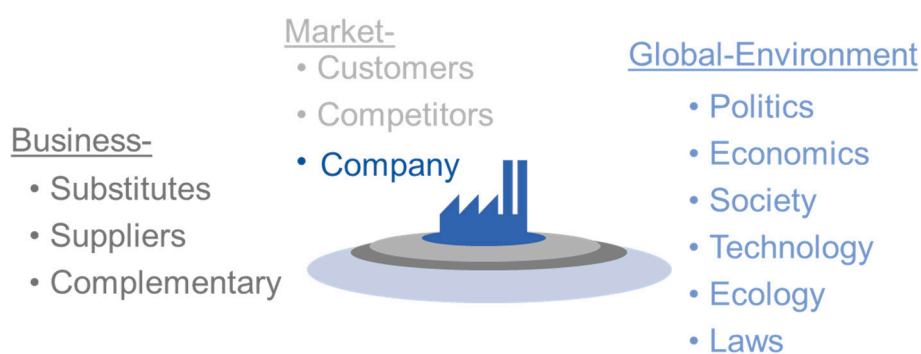 Market-
• Customers
• Competitors
• Company
Business-
• Substitutes
• Suppliers
• Complementary
Global-Environment
• Politics
• Economics
• Society
• Technology
• Ecology
• Laws